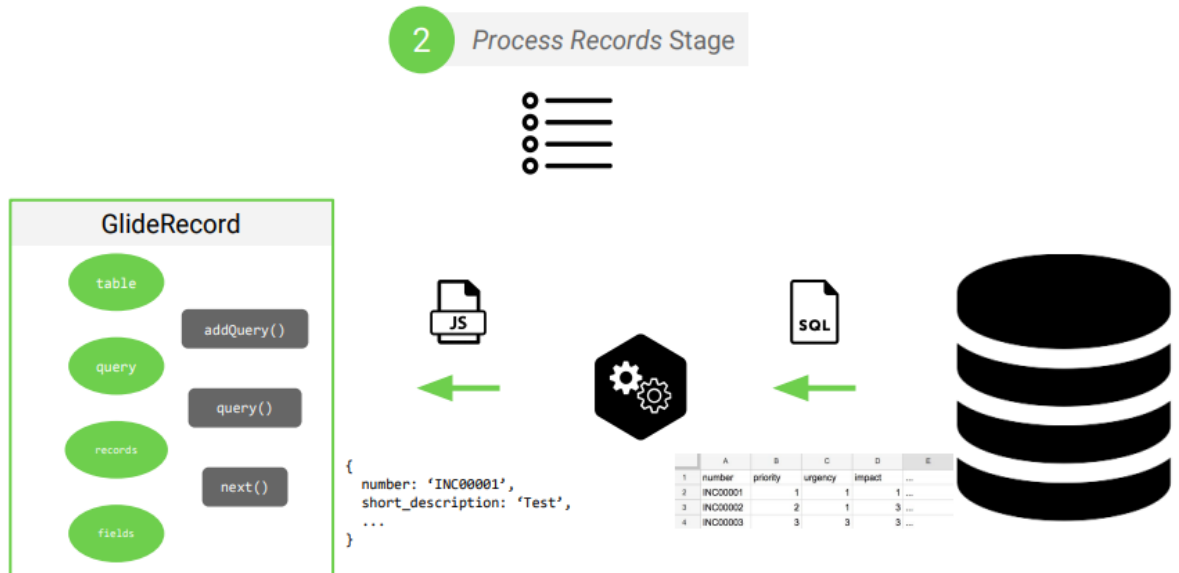 2 Process Records Stage
GlideRecord
table
addQuery()
query
query()
records
next()
fields
JS
{
number: ‘INC00001’,
short_description: ‘Test’,
...
}
SQL
A B C D E
1 number priority urgency impact ...
2 INC00001 1 1 1 ...
3 INC00002 2 1 3 ...
4 INC00003 3 3 3 ...